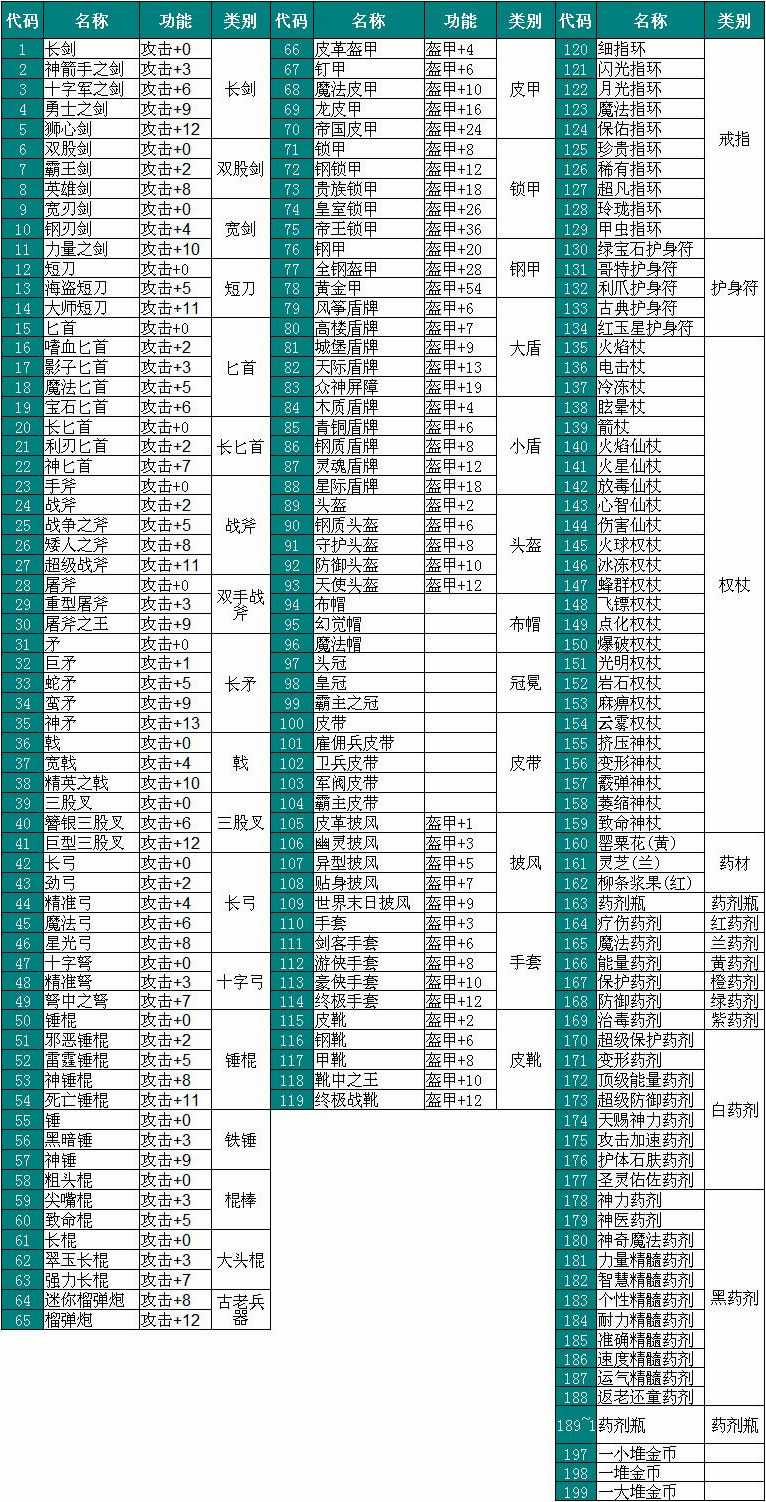 代码 名称 功能 类别
1 长剑 攻击+0
2 神箭手之剑 攻击+3
3 十字军之剑 攻击+6 长剑
4 勇士之剑 攻击+9
5 狮心剑 攻击+12
6 双股剑 攻击+0
7 霸王剑 攻击+2 双股剑
8 英雄剑 攻击+8
9 宽刃剑 攻击+0
10 钢刃剑 攻击+4 宽剑
11 力量之剑 攻击+10
12 短刀 攻击+0
13 海盗短刀 攻击+5 短刀
14 大师短刀 攻击+11
15 匕首 攻击+0
16 嗜血匕首 攻击+2
17 影子匕首 攻击+3 匕首
18 魔法匕首 攻击+5
19 宝石匕首 攻击+6
20 长匕首 攻击+0
21 利刃匕首 攻击+2 长匕首
22 神匕首 攻击+7
23 手斧 攻击+0
24 战斧 攻击+2
25 战争之斧 攻击+5 战斧
26 矮人之斧 攻击+8
27 超级战斧 攻击+11
28 屠斧 攻击+0
29 重型屠斧 攻击+3 双手战斧
30 屠斧之王 攻击+9
31 矛 攻击+0
32 巨矛 攻击+1
33 蛇矛 攻击+5 长矛
34 蛮矛 攻击+9
35 神矛 攻击+13
36 戟 攻击+0
37 宽戟 攻击+4 戟
38 精英之戟 攻击+10
39 三股叉 攻击+0
40 簪银三股叉 攻击+6 三股叉
41 巨型三股叉 攻击+12
42 长弓 攻击+0
43 劲弓 攻击+2
44 精准弓 攻击+4 长弓
45 魔法弓 攻击+6
46 星光弓 攻击+8
47 十字弩 攻击+0
48 精准弩 攻击+3 十字弓
49 弩中之弩 攻击+7
50 锤棍 攻击+0
51 邪恶锤棍 攻击+2
52 雷霆锤棍 攻击+5 锤棍
53 神锤棍 攻击+8
54 死亡锤棍 攻击+11
55 锤 攻击+0
56 黑暗锤 攻击+3 铁锤
57 神锤 攻击+9
58 粗头棍 攻击+0
59 尖嘴棍 攻击+3 棍棒
60 致命棍 攻击+5
61 长棍 攻击+0
62 翠玉长棍 攻击+3 大头棍
63 强力长棍 攻击+7
64 迷你榴弹炮 攻击+8 古老兵器
65 榴弹炮 攻击+12
代码 名称 功能 类别
66 皮革盔甲 盔甲+4
67 钉甲 盔甲+6
68 魔法皮甲 盔甲+10 皮甲
69 龙皮甲 盔甲+16
70 帝国皮甲 盔甲+24
71 锁甲 盔甲+8
72 钢锁甲 盔甲+12
73 贵族锁甲 盔甲+18 锁甲
74 皇室锁甲 盔甲+26
75 帝王锁甲 盔甲+36
76 钢甲 盔甲+20
77 全钢盔甲 盔甲+28 钢甲
78 黄金甲 盔甲+54
79 风筝盾牌 盔甲+6
80 高楼盾牌 盔甲+7
81 城堡盾牌 盔甲+9 大盾
82 天际盾牌 盔甲+13
83 众神屏障 盔甲+19
84 木质盾牌 盔甲+4
85 青铜盾牌 盔甲+6
86 钢质盾牌 盔甲+8 小盾
87 灵魂盾牌 盔甲+12
88 星际盾牌 盔甲+18
89 头盔 盔甲+2
90 钢质头盔 盔甲+6
91 守护头盔 盔甲+8 头盔
92 防御头盔 盔甲+10
93 天使头盔 盔甲+12
94 布帽
95 幻觉帽 布帽
96 魔法帽
97 头冠
98 皇冠 冠冕
99 霸主之冠
100 皮带
101 雇佣兵皮带
102 卫兵皮带 皮带
103 军阀皮带
104 霸主皮带
105 皮革披风 盔甲+1
106 幽灵披风 盔甲+3
107 异型披风 盔甲+5 披风
108 贴身披风 盔甲+7
109 世界末日披风 盔甲+9
110 手套 盔甲+3
111 剑客手套 盔甲+6
112 游侠手套 盔甲+8 手套
113 豪侠手套 盔甲+10
114 终极手套 盔甲+12
115 皮靴 盔甲+2
116 钢靴 盔甲+6
117 甲靴 盔甲+8 皮靴
118 靴中之王 盔甲+10
119 终极战靴 盔甲+12
代码 名称 类别
120 细指环
121 闪光指环
122 月光指环
123 魔法指环
124 保佑指环 戒指
125 珍贵指环
126 稀有指环
127 超凡指环
128 玲珑指环
129 甲虫指环
130 绿宝石护身符
131 哥特护身符
132 利爪护身符 护身符
133 古典护身符
134 红玉星护身符
135 火焰杖
136 电击杖
137 冷冻杖
138 眩晕杖
139 箭杖
140 火焰仙杖
141 火星仙杖
142 放毒仙杖
143 心智仙杖
144 伤害仙杖
145 火球权杖
146 冰冻权杖
147 蜂群权杖 权杖
148 飞镖权杖
149 点化权杖
150 爆破权杖
151 光明权杖
152 岩石权杖
153 麻痹权杖
154 云雾权杖
155 挤压神杖
156 变形神杖
157 霰弹神杖
158 萎缩神杖
159 致命神杖
160 罂粟花(黄)
161 灵芝(兰) 药材
162 柳条浆果(红)
163 药剂瓶 药剂瓶
164 疗伤药剂 红药剂
165 魔法药剂 兰药剂
166 能量药剂 黄药剂
167 保护药剂 橙药剂
168 防御药剂 绿药剂
169 治毒药剂 紫药剂
170 超级保护药剂
171 变形药剂
172 顶级能量药剂
173 超级防御药剂 白药剂
174 天赐神力药剂
175 攻击加速药剂
176 护体石肤药剂
177 圣灵佑佐药剂
178 神力药剂
179 神医药剂
180 神奇魔法药剂
181 力量精髓药剂
182 智慧精髓药剂
183 个性精髓药剂 黑药剂
184 耐力精髓药剂
185 准确精髓药剂
186 速度精髓药剂
187 运气精髓药剂
188 返老还童药剂
189~1 药剂瓶 药剂瓶
197 一小堆金币
198 一堆金币
199 一大堆金币